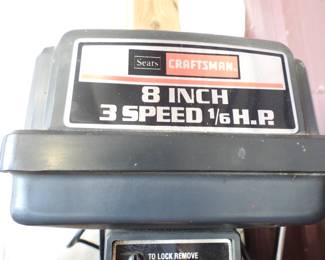 Sears CRAFTSMAN
8 INCH
3 SPEED 1/6 H.P.
TO LOCK REMOVE